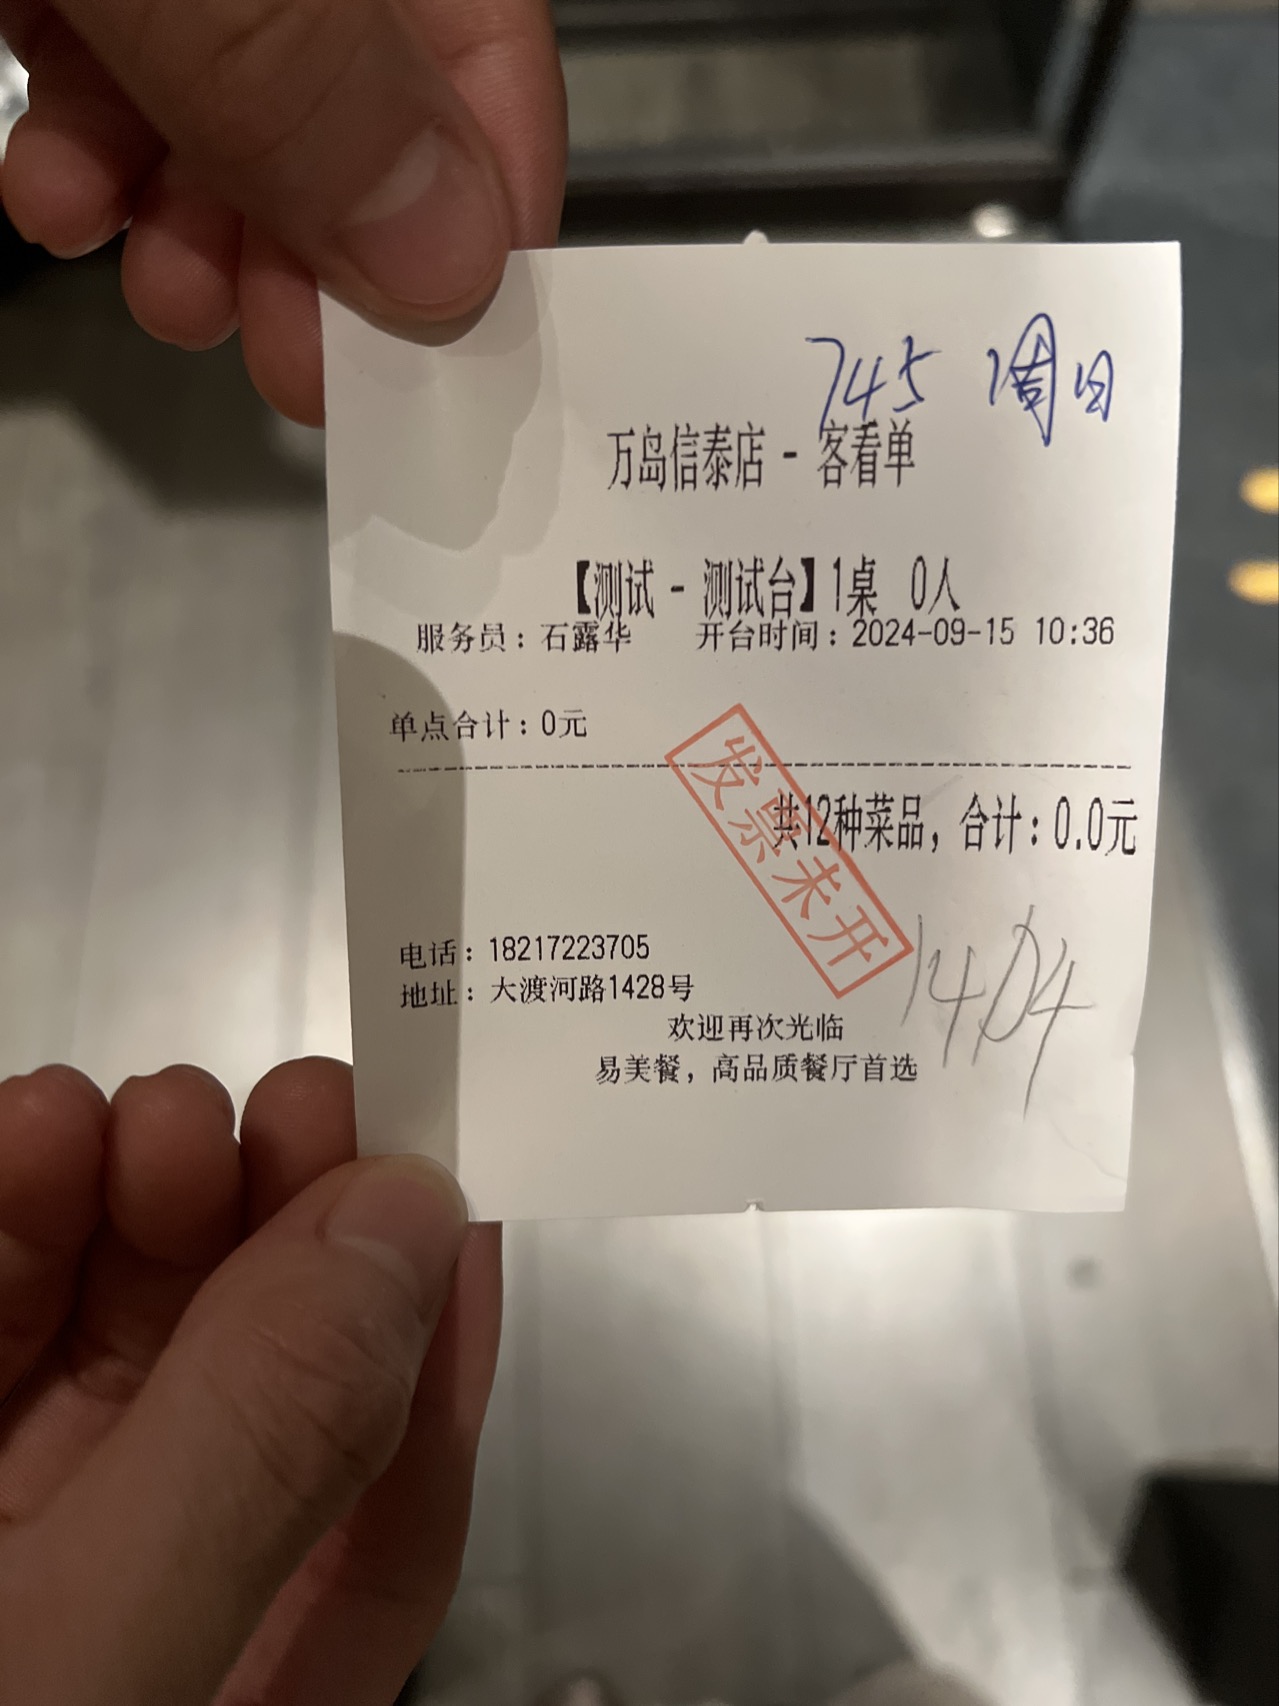 745 周日
万岛信泰店 - 客看单
【测试 - 测试台】1桌 0人
服务员：石露华 开台时间：2024-09-15 10:36
单点合计：0元
共12种菜品，合计：0.0元
发票未开
电话：18217223705
地址：大渡河路1428号
欢迎再次光临
易美餐，高品质餐厅首选